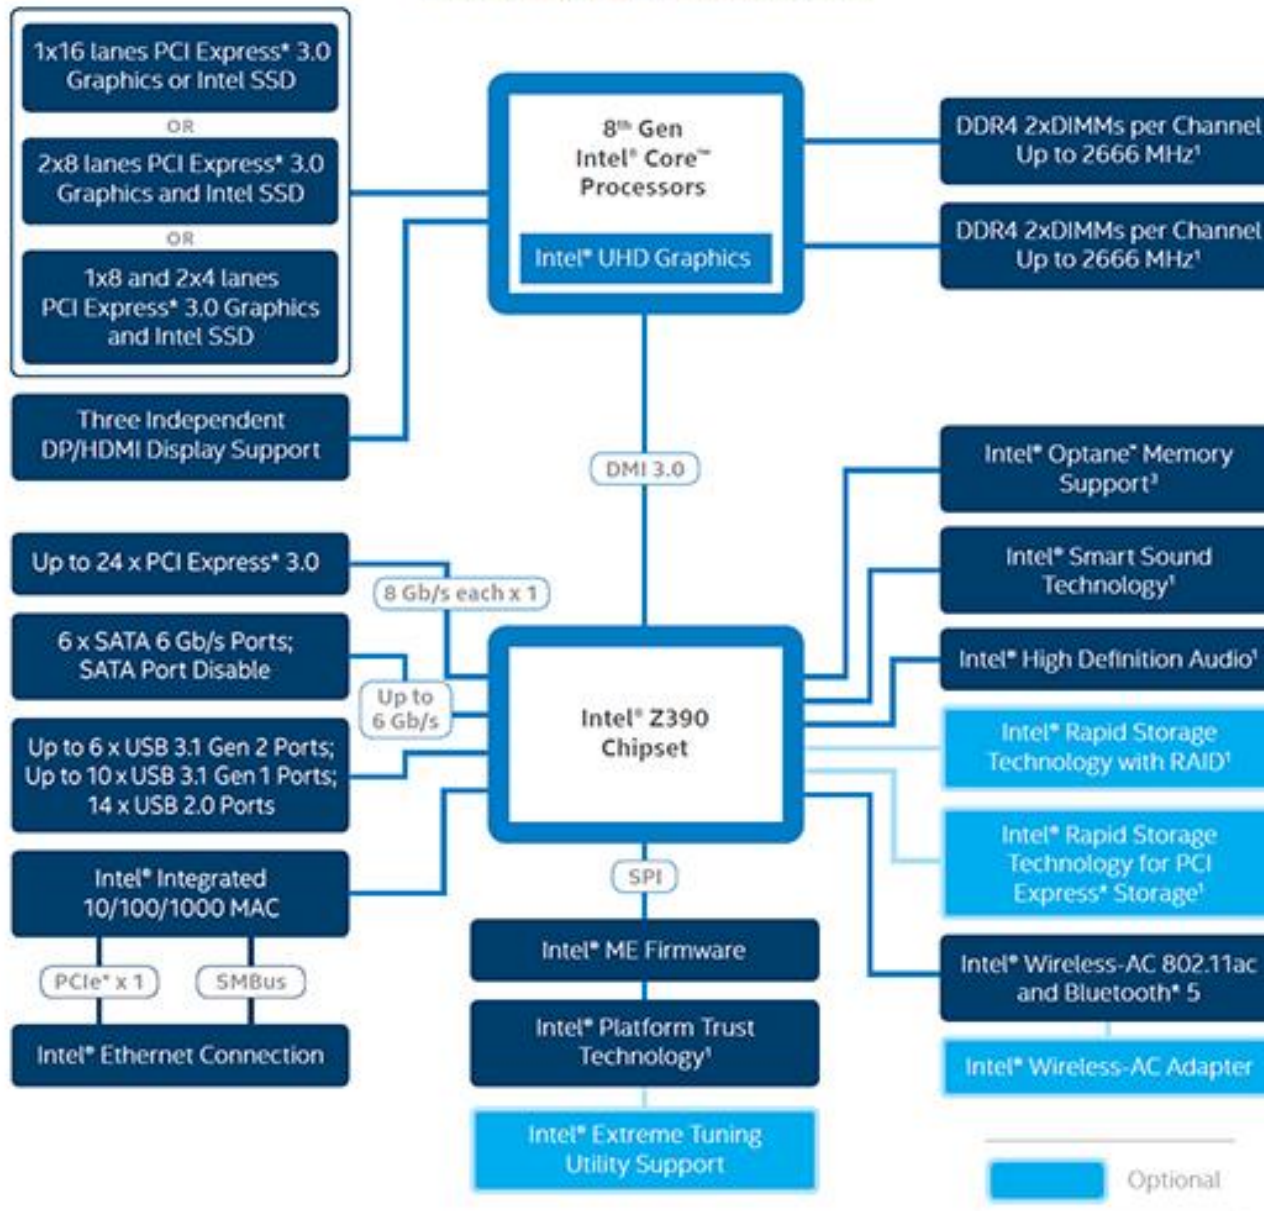 1x16 lanes PCI Express* 3.0
Graphics or Intel SSD
OR
2x8 lanes PCI Express* 3.0
Graphics and Intel SSD
OR
1x8 and 2x4 lanes
PCI Express* 3.0 Graphics
and Intel SSD
Three Independent
DP/HDMI Display Support
8th Gen
Intel® Core™
Processors
Intel® UHD Graphics
DDR4 2xDIMMs per Channel
Up to 2666 MHz¹
DDR4 2xDIMMs per Channel
Up to 2666 MHz¹
DMI 3.0
Up to 24 x PCI Express* 3.0
8 Gb/s each x 1
6 x SATA 6 Gb/s Ports;
SATA Port Disable
Up to
6 Gb/s
Up to 6 x USB 3.1 Gen 2 Ports;
Up to 10 x USB 3.1 Gen 1 Ports;
14 x USB 2.0 Ports
Intel® Integrated
10/100/1000 MAC
PCIe* x 1
SMBus
Intel® Ethernet Connection
Intel® Z390
Chipset
SPI
Intel® ME Firmware
Intel® Platform Trust
Technology¹
Intel® Extreme Tuning
Utility Support
Intel® Optane™ Memory
Support³
Intel® Smart Sound
Technology¹
Intel® High Definition Audio¹
Intel® Rapid Storage
Technology with RAID¹
Intel® Rapid Storage
Technology for PCI
Express* Storage¹
Intel® Wireless-AC 802.11ac
and Bluetooth* 5
Intel® Wireless-AC Adapter
Optional